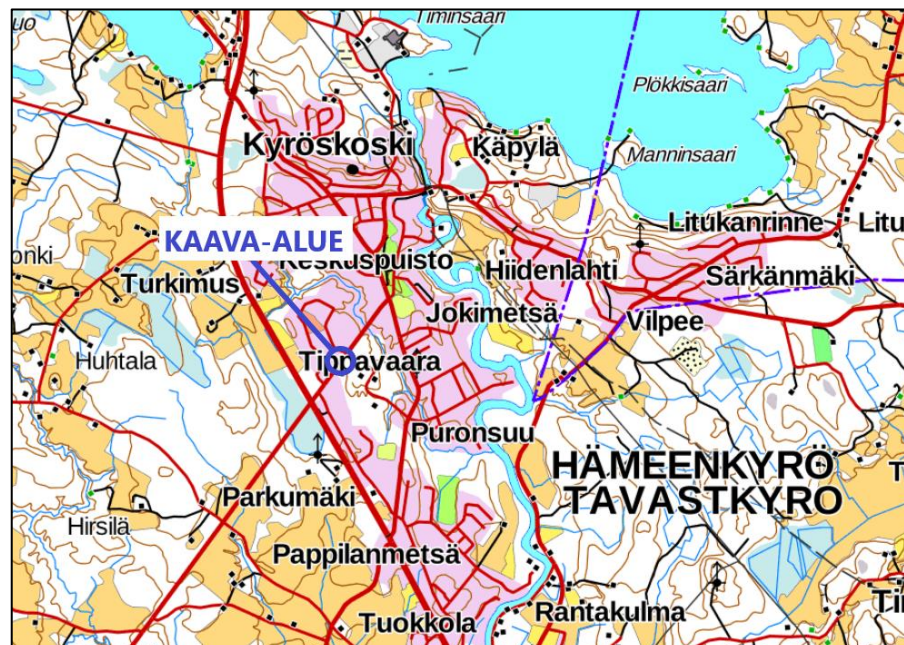 uo
Timinsaari
Plökkisaari
Kyröskoski
Käpylä
Manninsaari
Litukanrinne
Litu
KAAVA-ALUE
onki
Keskuspuisto
Hiidenlahti
Särkänmäki
Turkimus
Jokimetsä
Vilpee
Huhtala
Tippavaara
Puronsuu
HÄMEENKYRÖ
TAVASTKYRO
Parkumäki
Hirsilä
Pappilanmetsä
Rantakulma
Tuokkola